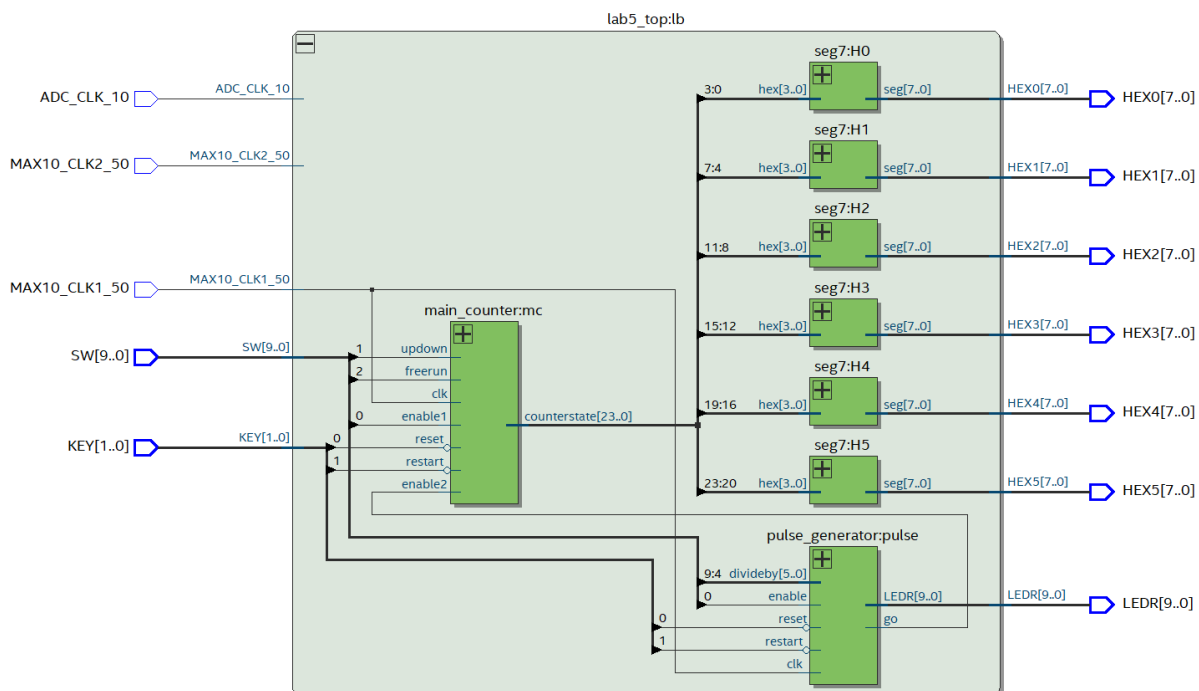 lab5_top:lb
seg7:H0
ADC_CLK_10 ADC_CLK_10 3:0 hex[3..0] seg[7..0] HEX0[7..0] HEX0[7..0]
seg7:H1
MAX10_CLK2_50 MAX10_CLK2_50 7:4 hex[3..0] seg[7..0] HEX1[7..0] HEX1[7..0]
seg7:H2
11:8 hex[3..0] seg[7..0] HEX2[7..0] HEX2[7..0]
MAX10_CLK1_50 MAX10_CLK1_50 seg7:H3
main_counter:mc
15:12 hex[3..0] seg[7..0] HEX3[7..0] HEX3[7..0]
SW[9..0] SW[9..0] 1 updown
seg7:H4
2 freerun
clk 19:16 hex[3..0] seg[7..0] HEX4[7..0] HEX4[7..0]
0 enable1 counterstate[23..0]
KEY[1..0] KEY[1..0] 0 reset seg7:H5
1 restart
enable2 23:20 hex[3..0] seg[7..0] HEX5[7..0] HEX5[7..0]
pulse_generator:pulse
9:4 divideby[5..0]
0 enable LEDR[9..0] LEDR[9..0] LEDR[9..0]
0 reset go
1 restart
clk